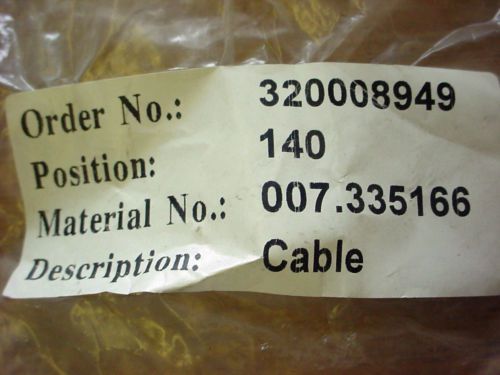 Order No.: 320008949
Position: 140
Material No.: 007.335166
Description: Cable